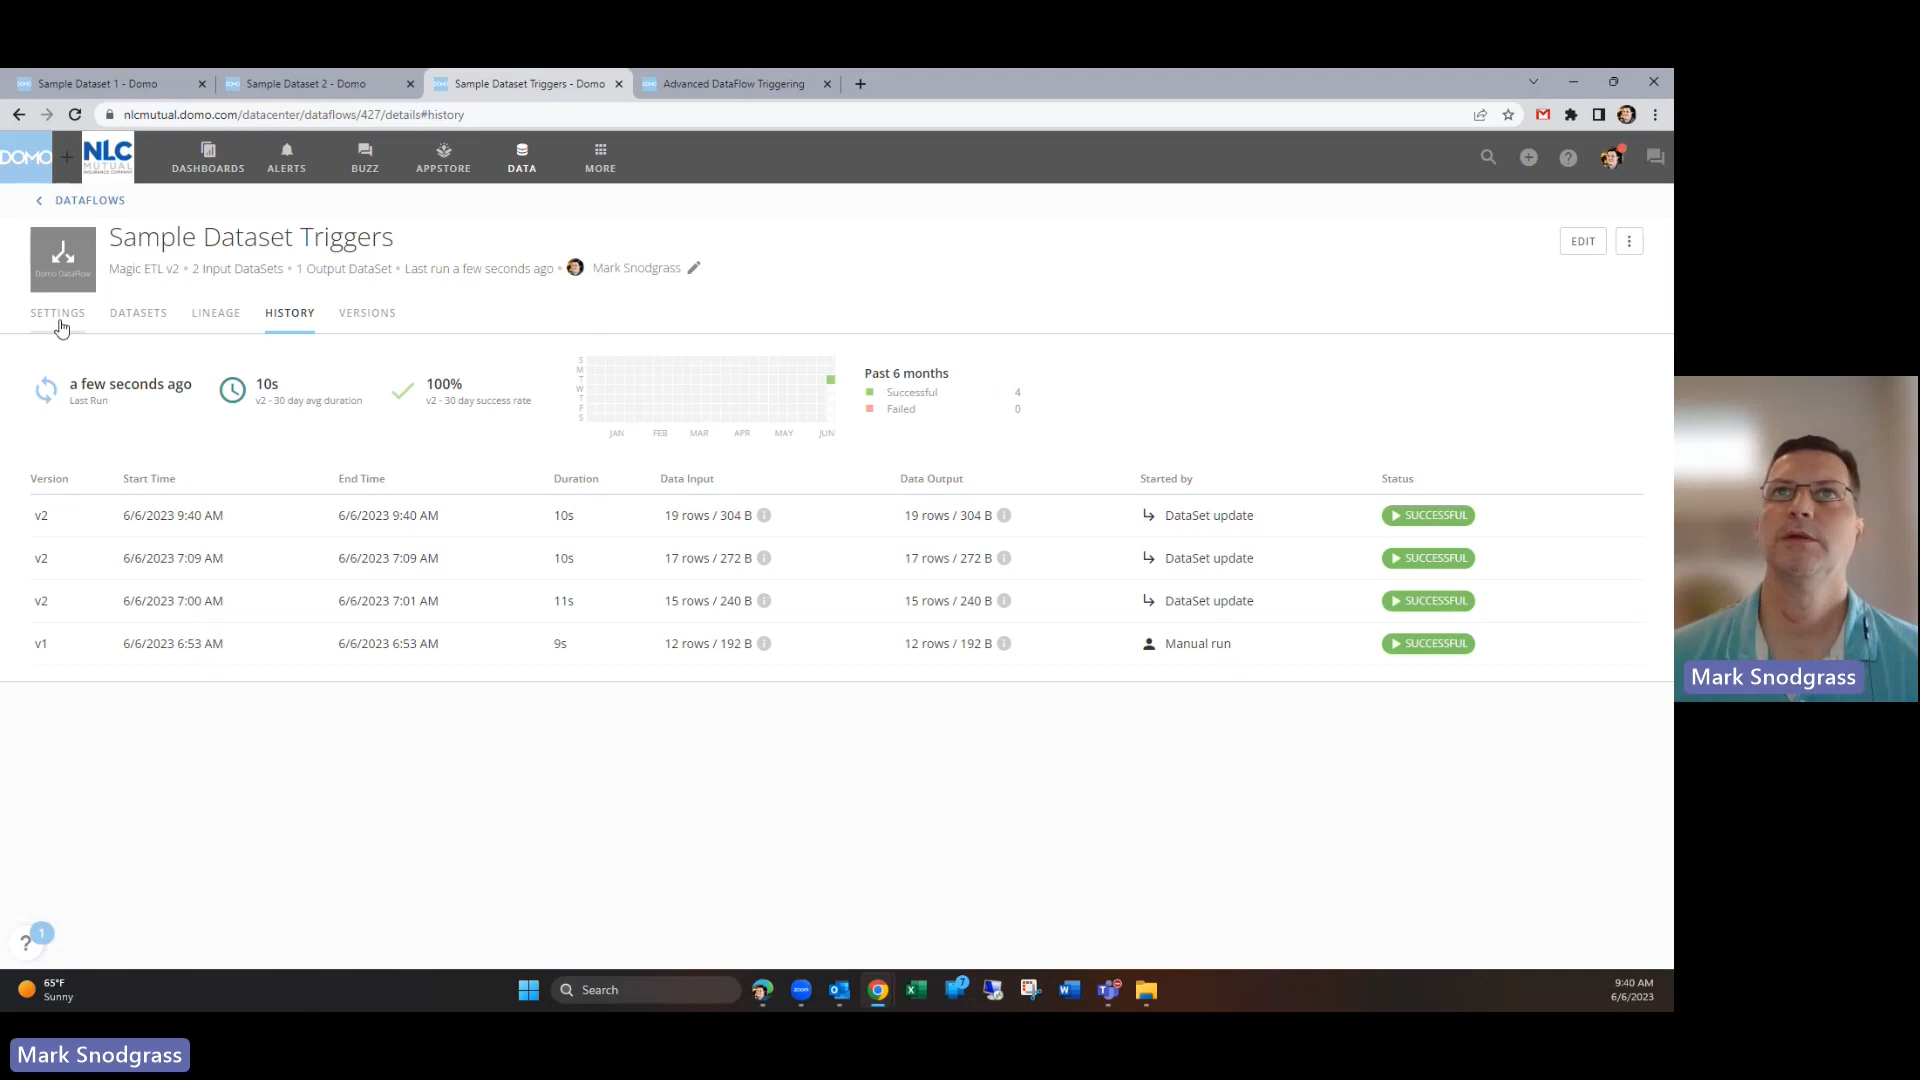 Sample Dataset 1 - Domo
Sample Dataset 2 - Domo
Sample Dataset Triggers - Domo
Advanced DataFlow Triggering
nlcmutual.domo.com/datacenter/dataflows/427/details#history
DOMO
NLC
MUTUAL
INSURANCE COMPANY
DASHBOARDS
ALERTS
BUZZ
APPSTORE
DATA
MORE
DATAFLOWS
Sample Dataset Triggers
Domo DataFlow
Magic ETL v2 • 2 Input DataSets • 1 Output DataSet • Last run a few seconds ago • Mark Snodgrass
EDIT
SETTINGS DATASETS LINEAGE HISTORY VERSIONS
a few seconds ago
Last Run
10s
v2 - 30 day avg duration
100%
v2 - 30 day success rate
S
M
T
W
T
F
S
JAN FEB MAR APR MAY JUN
Past 6 months
Successful 4
Failed 0
Version Start Time End Time Duration Data Input Data Output Started by Status
v2 6/6/2023 9:40 AM 6/6/2023 9:40 AM 10s 19 rows / 304 B 19 rows / 304 B DataSet update SUCCESSFUL
v2 6/6/2023 7:09 AM 6/6/2023 7:09 AM 10s 17 rows / 272 B 17 rows / 272 B DataSet update SUCCESSFUL
v2 6/6/2023 7:00 AM 6/6/2023 7:01 AM 11s 15 rows / 240 B 15 rows / 240 B DataSet update SUCCESSFUL
v1 6/6/2023 6:53 AM 6/6/2023 6:53 AM 9s 12 rows / 192 B 12 rows / 192 B Manual run SUCCESSFUL
Mark Snodgrass
? 1
65°F
Sunny
Search
zoom
7
9:40 AM
6/6/2023
Mark Snodgrass